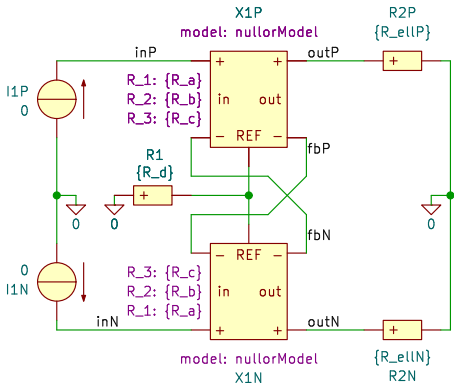 X1P
model: nullorModel
R2P
{R_ellP}
inP
outP
I1P
0
R_1: {R_a}
R_2: {R_b}
R_3: {R_c}
+
+
in
out
-
REF
-
fbP
R1
{R_d}
+
+
0
0
0
fbN
0
I1N
-
REF
-
R_3: {R_c}
R_2: {R_b}
R_1: {R_a}
in
out
+
+
inN
outN
+
{R_ellN}
R2N
model: nullorModel
X1N